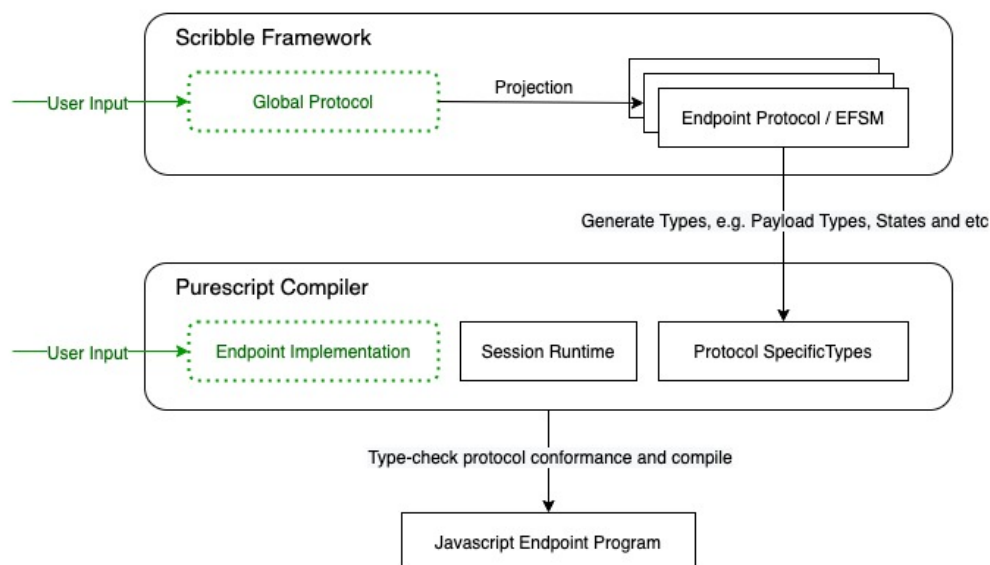 Scribble Framework
User Input
Global Protocol
Projection
Endpoint Protocol / EFSM
Generate Types, e.g. Payload Types, States and etc
Purescript Compiler
User Input
Endpoint Implementation
Session Runtime
Protocol SpecificTypes
Type-check protocol conformance and compile
Javascript Endpoint Program